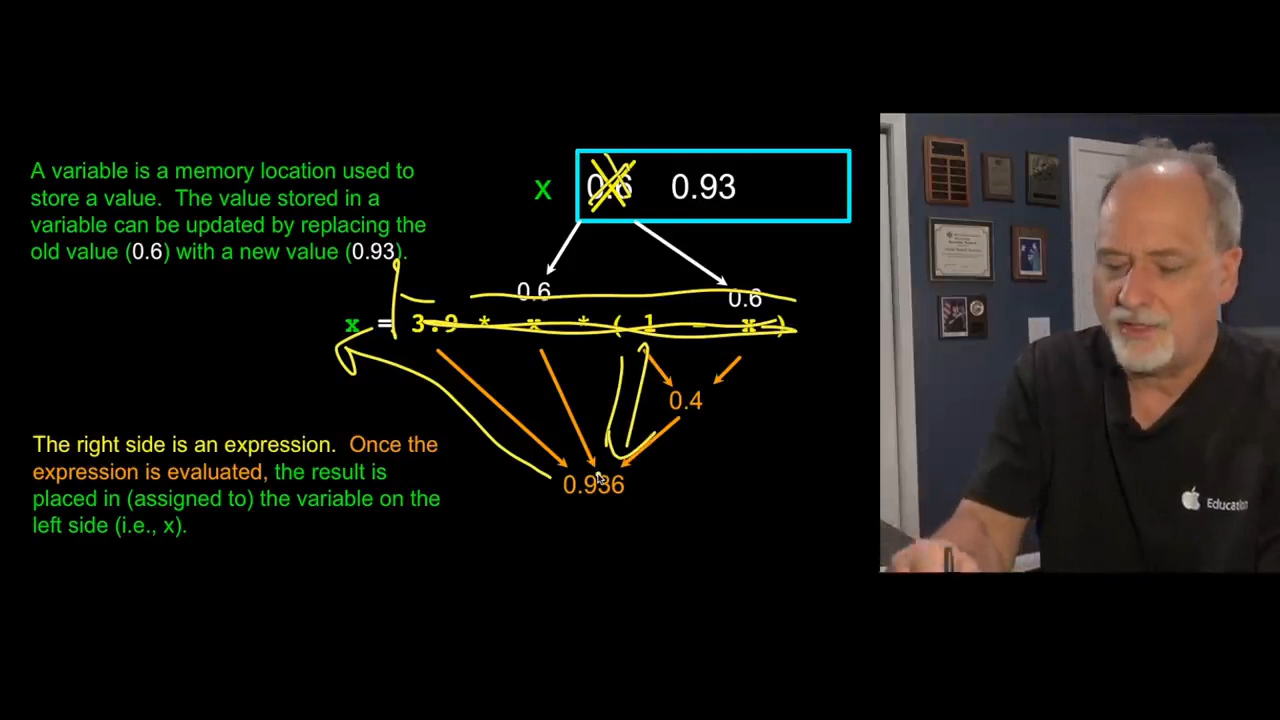 A variable is a memory location used to
store a value. The value stored in a
variable can be updated by replacing the
old value (0.6) with a new value (0.93).
x 0.6 0.93
0.6 0.6
x = 3.9 * x * ( 1 - x )
0.4
0.936
The right side is an expression. Once the
expression is evaluated, the result is
placed in (assigned to) the variable on the
left side (i.e., x).
Education